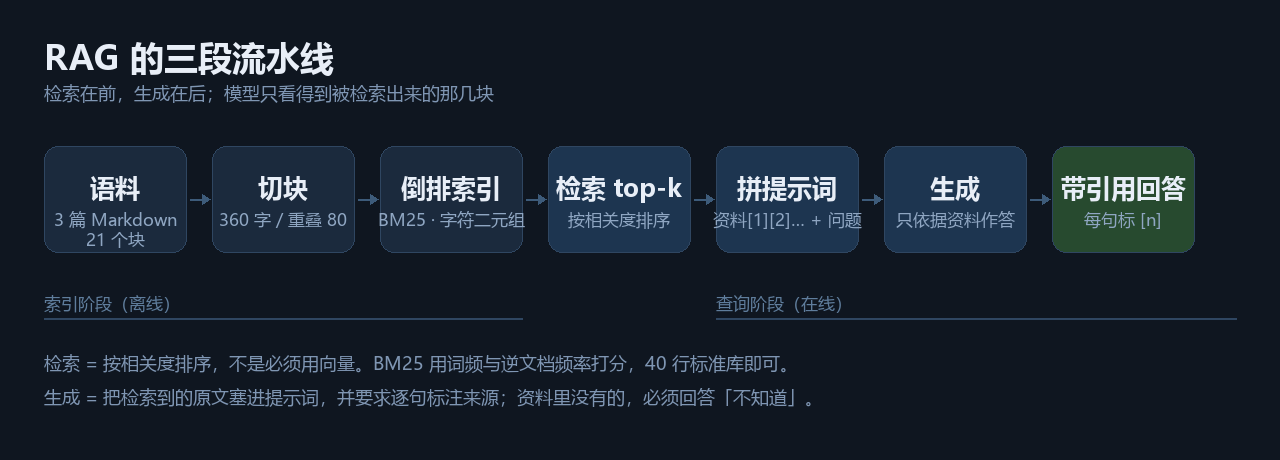 RAG 的三段流水线
检索在前，生成在后；模型只看得到被检索出来的那几块
语料
3 篇 Markdown
21 个块
切块
360 字 / 重叠 80
倒排索引
BM25 · 字符二元组
检索 top-k
按相关度排序
拼提示词
资料[1][2]... + 问题
生成
只依据资料作答
带引用回答
每句标 [n]
索引阶段（离线）
查询阶段（在线）
检索 = 按相关度排序，不是必须用向量。BM25 用词频与逆文档频率打分，40 行标准库即可。
生成 = 把检索到的原文塞进提示词，并要求逐句标注来源；资料里没有的，必须回答「不知道」。